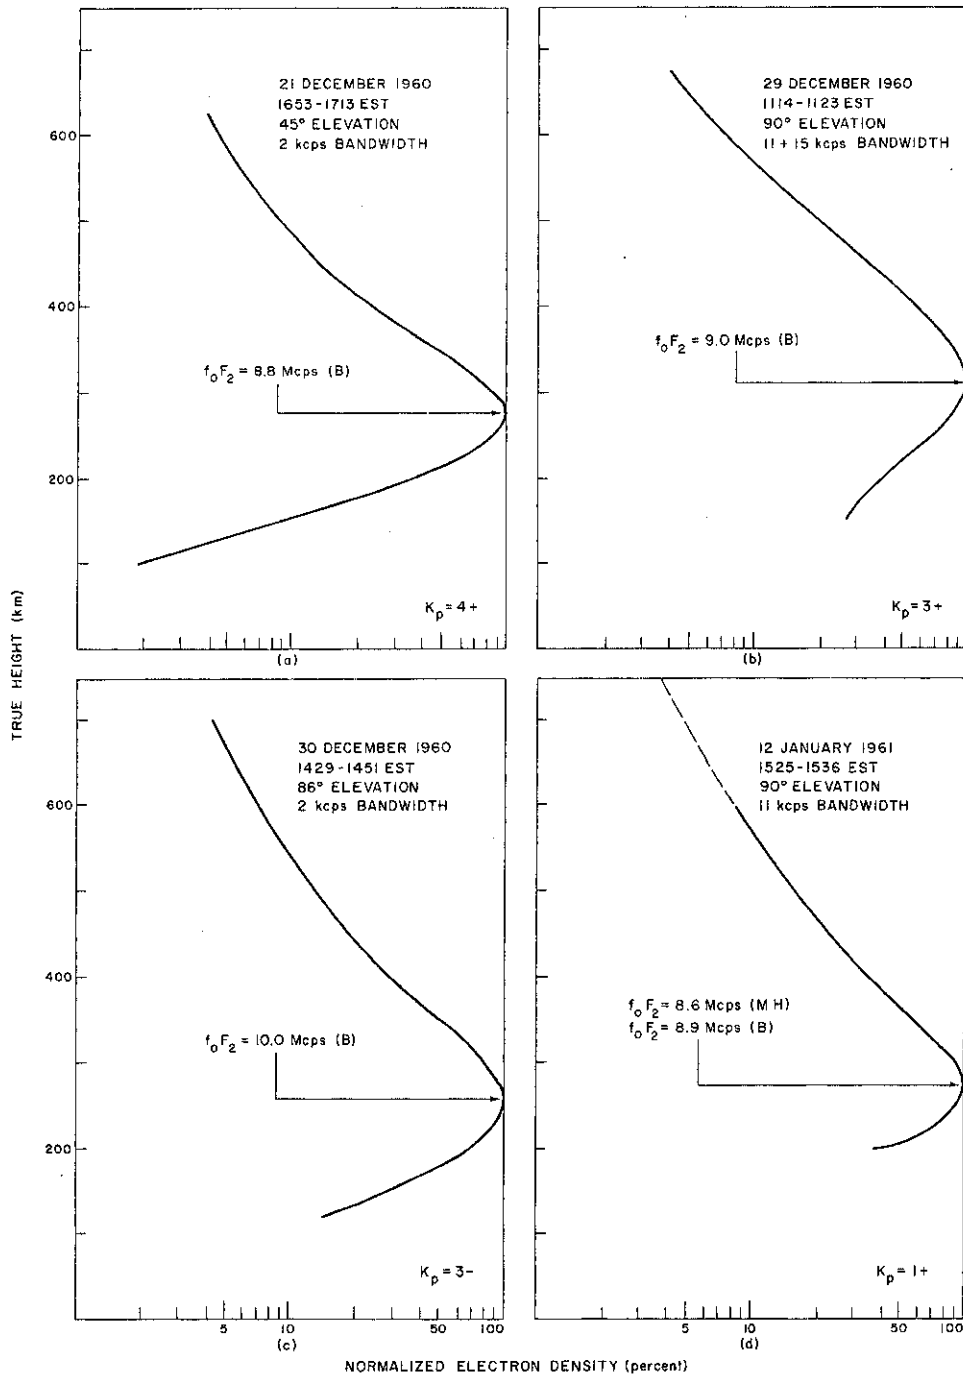 21 DECEMBER 1960
1653-1713 EST
45° ELEVATION
2 kcps BANDWIDTH
600
400
200
f₀F₂ = 8.8 Mcps (B)
Kp = 4+
(a)
29 DECEMBER 1960
1114-1123 EST
90° ELEVATION
11 + 15 kcps BANDWIDTH
f₀F₂ = 9.0 Mcps (B)
Kp = 3+
(b)
TRUE HEIGHT (km)
30 DECEMBER 1960
1429-1451 EST
86° ELEVATION
2 kcps BANDWIDTH
600
400
200
f₀F₂ = 10.0 Mcps (B)
Kp = 3-
5 10 50 100
(c)
12 JANUARY 1961
1525-1536 EST
90° ELEVATION
11 kcps BANDWIDTH
f₀F₂ = 8.6 Mcps (MH)
f₀F₂ = 8.9 Mcps (B)
Kp = 1+
5 10 50 100
(d)
NORMALIZED ELECTRON DENSITY (percent)